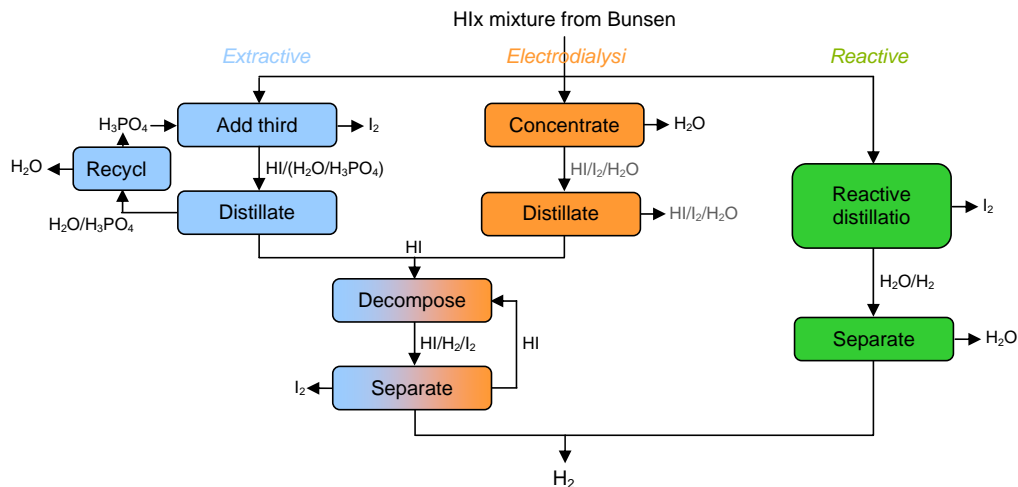 HIx mixture from Bunsen
Extractive
Electrodialysi
Reactive
H₃PO₄
Add third
I₂
Concentrate
H₂O
H₂O
Recycl
HI/(H₂O/H₃PO₄)
HI/I₂/H₂O
H₂O/H₃PO₄
Distillate
Distillate
HI/I₂/H₂O
Reactive
distillatio
I₂
HI
Decompose
H₂O/H₂
HI/H₂/I₂
HI
Separate
H₂O
I₂
Separate
H₂